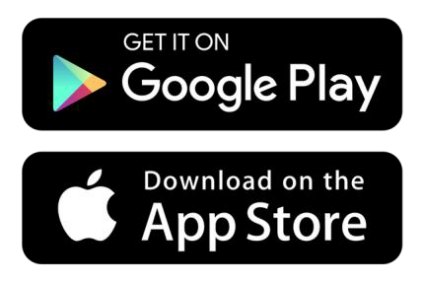 GET IT ON
Google Play
Download on the
App Store